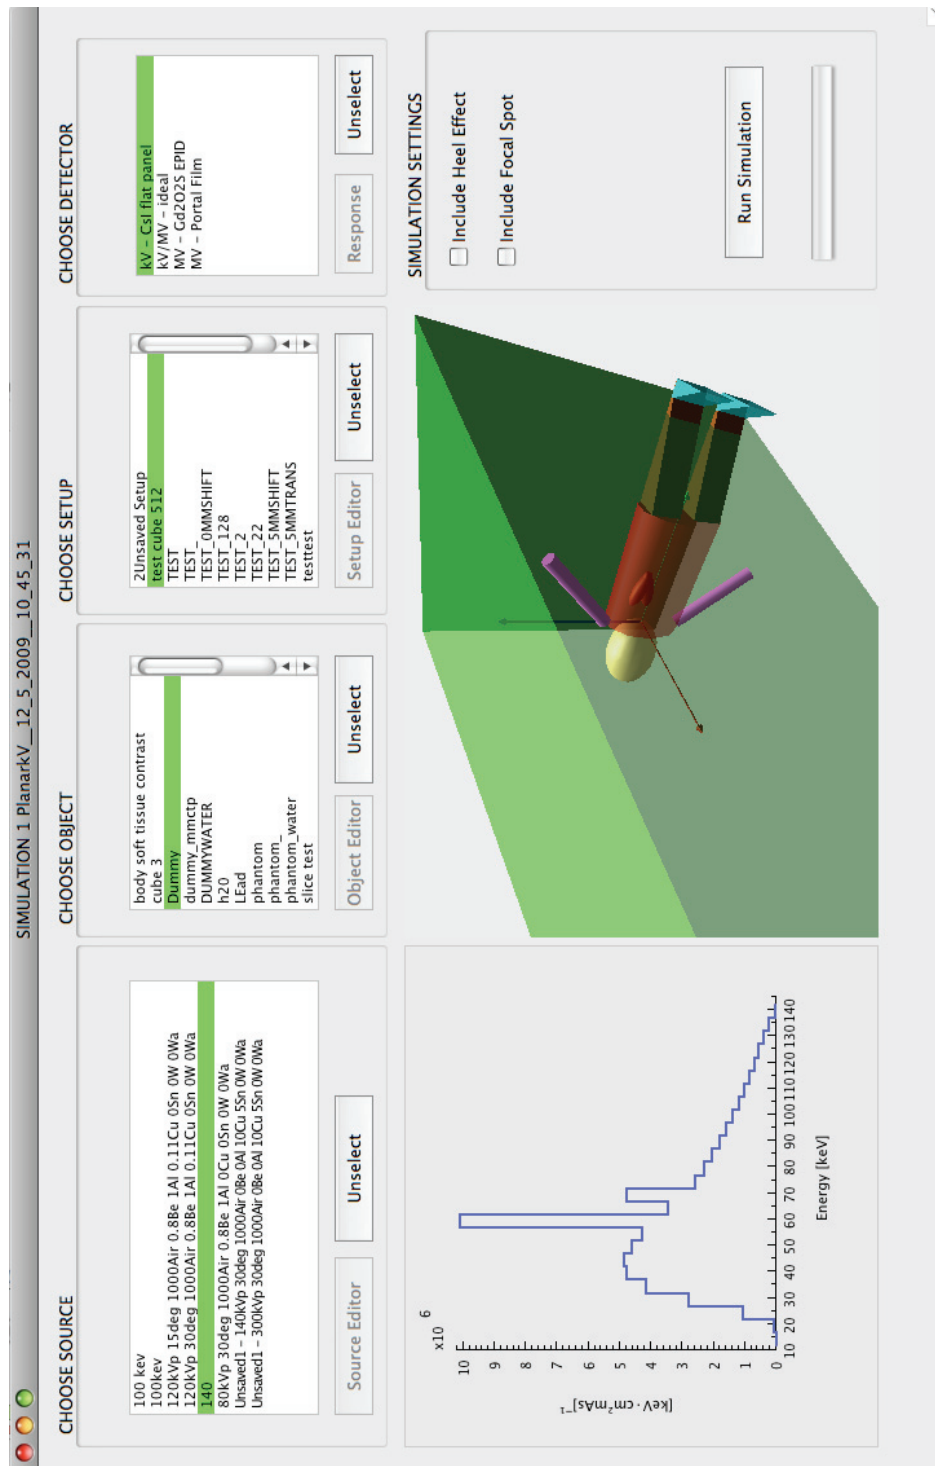 SIMULATION 1 PlanarkV__12_5_2009__10_45_31
CHOOSE SOURCE
100 kev
100kev
120kVp 15deg 1000Air 0.8Be 1Al 0.11Cu 0Sn 0W 0Wa
120kVp 30deg 1000Air 0.8Be 1Al 0.11Cu 0Sn 0W 0Wa
140
80kVp 30deg 1000Air 0.8Be 1Al 0Cu 0Sn 0W 0Wa
Unsaved1 - 140kVp 30deg 1000Air 0Be 0Al 10Cu 5Sn 0W 0Wa
Unsaved1 - 300kVp 30deg 1000Air 0Be 0Al 10Cu 5Sn 0W 0Wa
Source Editor
Unselect
CHOOSE OBJECT
body soft tissue contrast
cube 3
Dummy
dummy_mmctp
DUMMYWATER
h20
LEad
phantom
phantom_
phantom_water
slice test
Object Editor
Unselect
CHOOSE SETUP
2Unsaved Setup
test cube 512
TEST
TEST_
TEST_0MMSHIFT
TEST_128
TEST_2
TEST_22
TEST_5MMSHIFT
TEST_5MMTRANS
testtest
Setup Editor
Unselect
CHOOSE DETECTOR
kV - CsI flat panel
kV/MV - ideal
MV - Gd2O2S EPID
MV - Portal Film
Response
Unselect
x10 6
10
9
8
7
6
5
4
3
2
1
0
[keV·cm²mAs]⁻¹
10 20 30 40 50 60 70 80 90 100 110 120 130 140
Energy [keV]
SIMULATION SETTINGS
Include Heel Effect
Include Focal Spot
Run Simulation